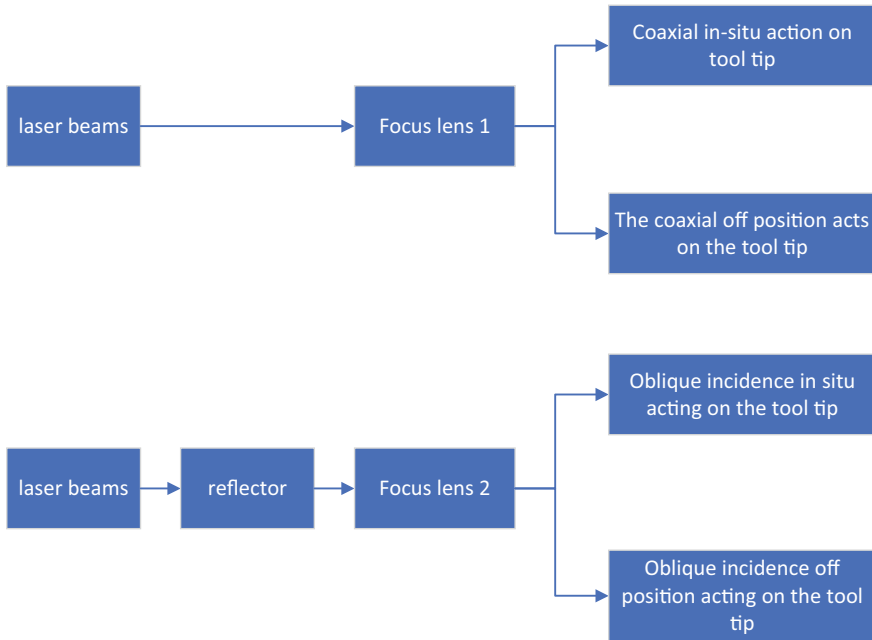 Coaxial in-situ action on
tool tip
laser beams
Focus lens 1
The coaxial off position acts
on the tool tip
Oblique incidence in situ
acting on the tool tip
laser beams
reflector
Focus lens 2
Oblique incidence off
position acting on the tool
tip